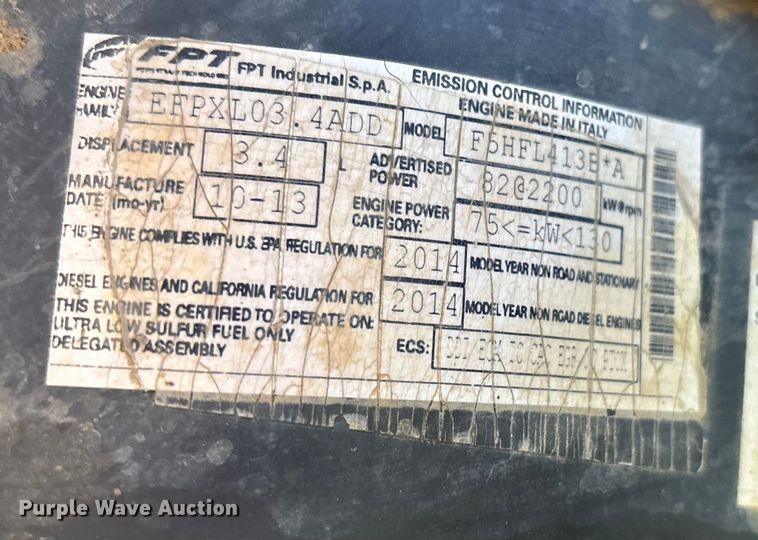 FPT
FPT Industrial S.p.A.
EMISSION CONTROL INFORMATION
ENGINE MADE IN ITALY
ENGINE FAMILY EFPXL03.4ADD
MODEL F5HFL413E*A
DISPLACEMENT 3.4 L
ADVERTISED POWER 82@2200 kW@rpm
MANUFACTURE DATE (mo-yr) 10-13
ENGINE POWER CATEGORY: 75<=kW<130
THIS ENGINE COMPLIES WITH U.S. EPA REGULATION FOR 2014 MODEL YEAR NON ROAD AND STATIONARY
DIESEL ENGINES AND CALIFORNIA REGULATION FOR 2014 MODEL YEAR NON ROAD DIESEL ENGINES
THIS ENGINE IS CERTIFIED TO OPERATE ON:
ULTRA LOW SULFUR FUEL ONLY
DELEGATED ASSEMBLY
ECS: DDI ECM TC
Purple Wave Auction